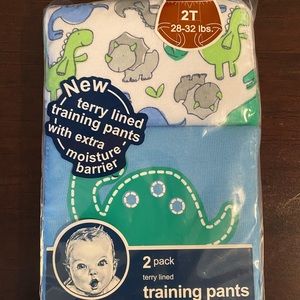 2T
28-32 lbs.
New
terry lined
training pants
with extra
moisture
barrier
2 pack
terry lined
training pants